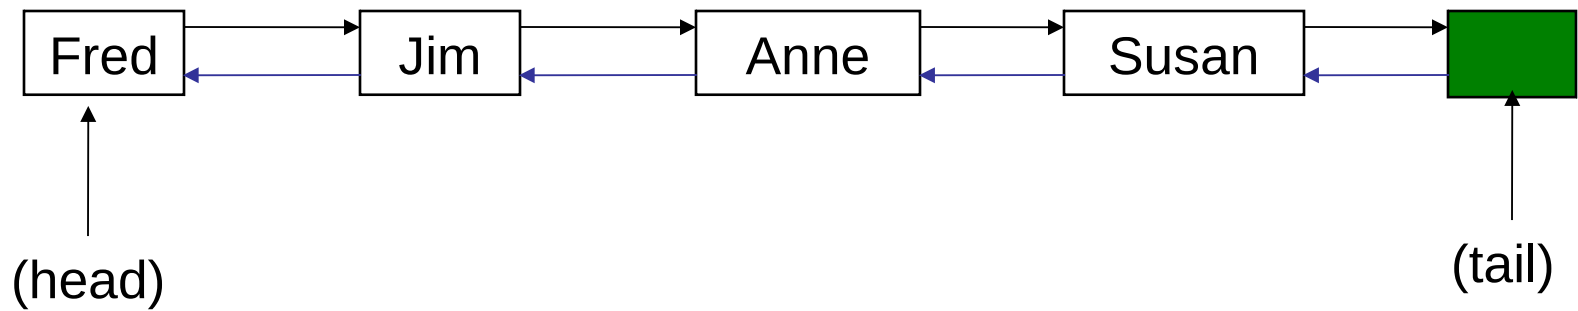 Fred
Jim
Anne
Susan
(head)
(tail)